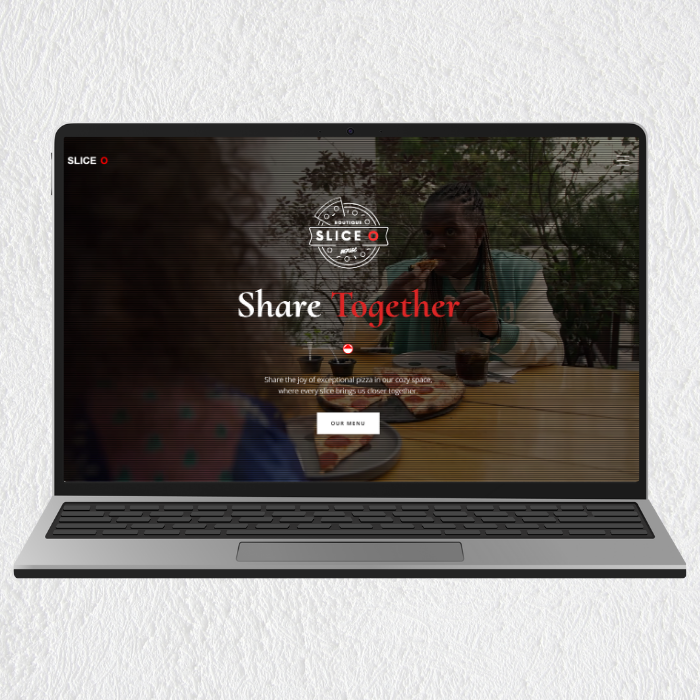 SLICE O
BOUTIQUE
SLICE O
HOUSE
Share Together
Share the joy of exceptional pizza in our cozy space,
where every slice brings us closer together.
OUR MENU